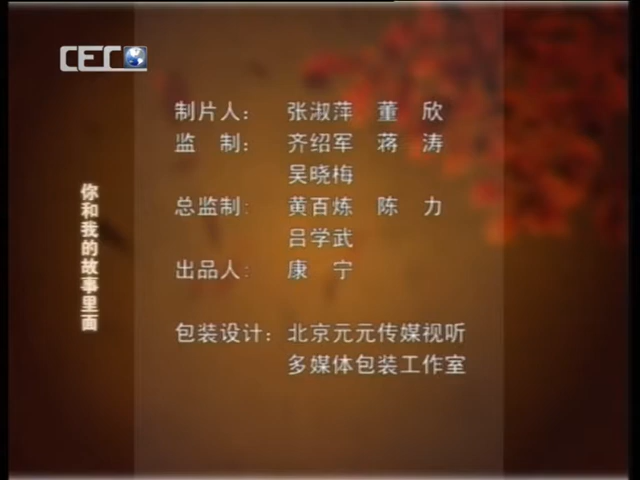 CETV
制片人： 张淑萍 董 欣
监 制： 齐绍军 蒋 涛
吴晓梅
总监制： 黄百炼 陈 力
吕学武
出品人： 康 宁
包装设计：北京元元传媒视听
多媒体包装工作室
你和我的故事里面